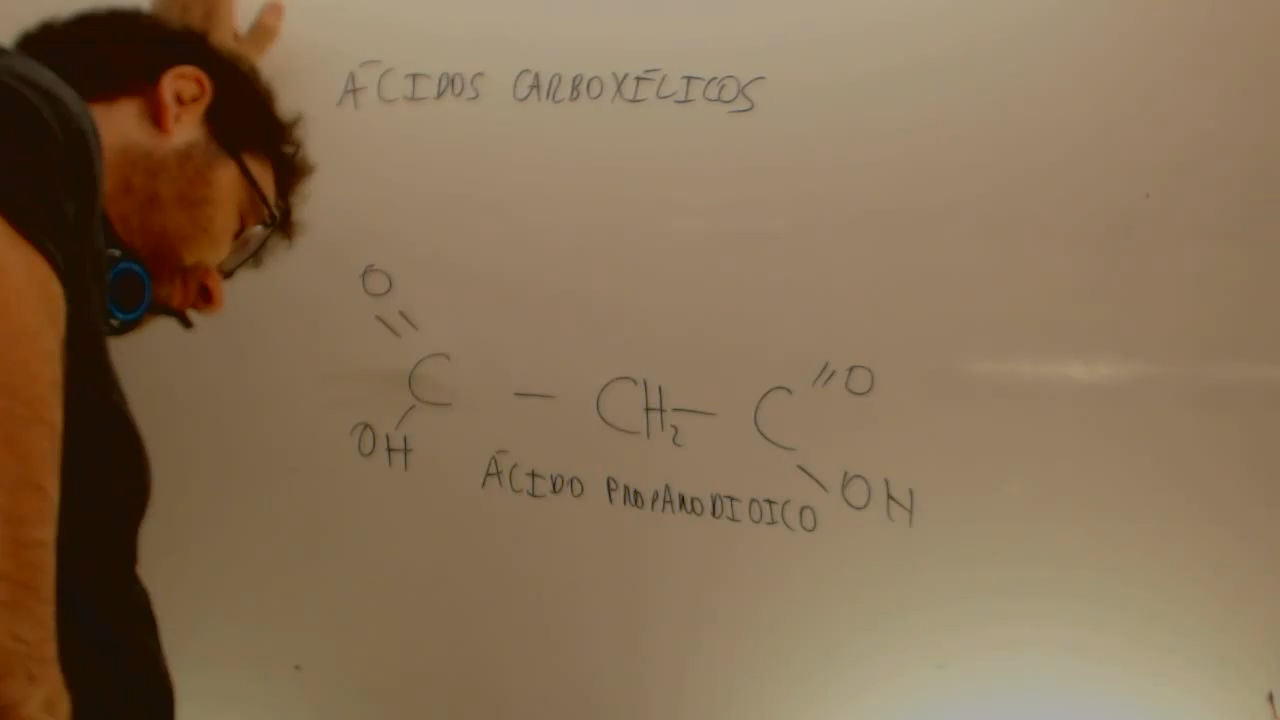 ÁCIDOS CARBOXÍLICOS
O
C - CH2 - C =O
OH
OH
ÁCIDO PROPANODIOICO